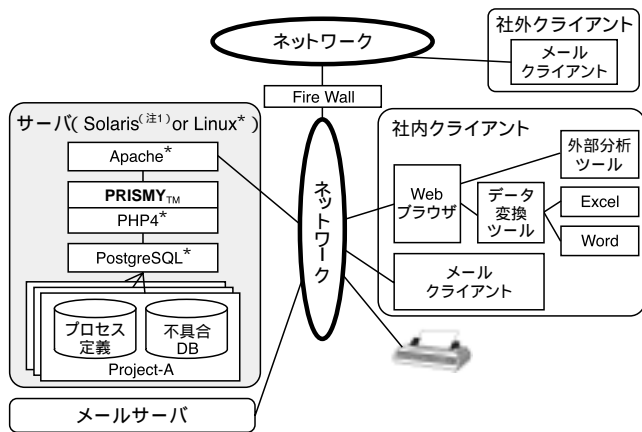 ネットワーク
社外クライアント
メール
クライアント
Fire Wall
サーバ(Solaris(注1) or Linux*)
Apache*
PRISMY TM
PHP4*
PostgreSQL*
プロセス
定義
不具合
DB
Project-A
メールサーバ
ネットワーク
社内クライアント
Web
ブラウザ
データ
変換
ツール
外部分析
ツール
Excel
Word
メール
クライアント